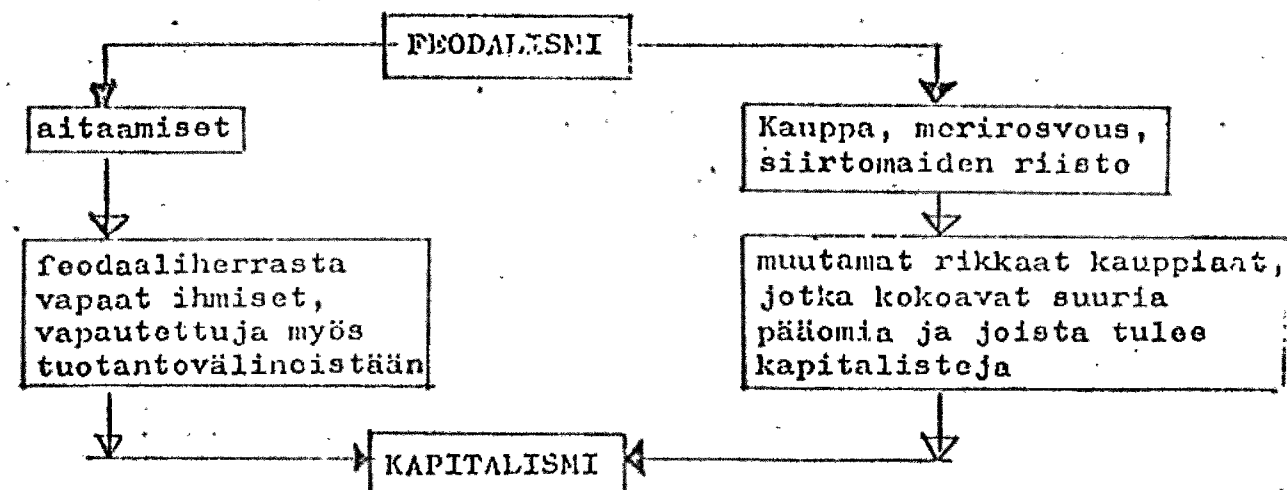 FEODALISMI
aitaamiset
Kauppa, merirosvous,
siirtomaiden riisto
feodaaliherrasta
vapaat ihmiset,
vapautettuja myös
tuotantovälineistään
muutamat rikkaat kauppiaat,
jotka kokoavat suuria
pääomia ja joista tulee
kapitalisteja
KAPITALISMI